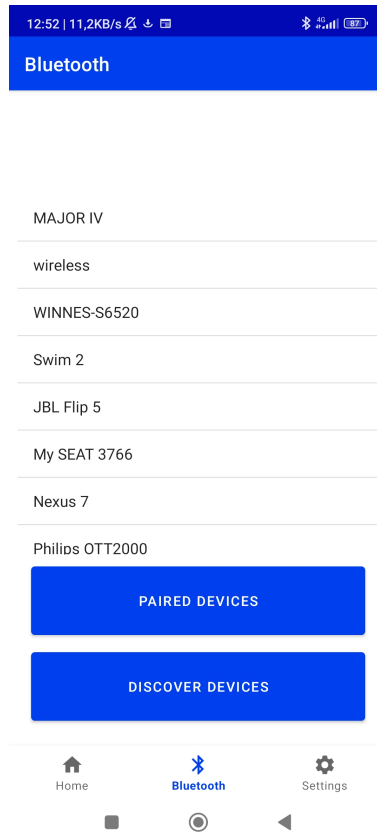 12:52 | 11,2KB/s 4G 87
Bluetooth
MAJOR IV
wireless
WINNES-S6520
Swim 2
JBL Flip 5
My SEAT 3766
Nexus 7
Philips OTT2000
PAIRED DEVICES
DISCOVER DEVICES
Home Bluetooth Settings